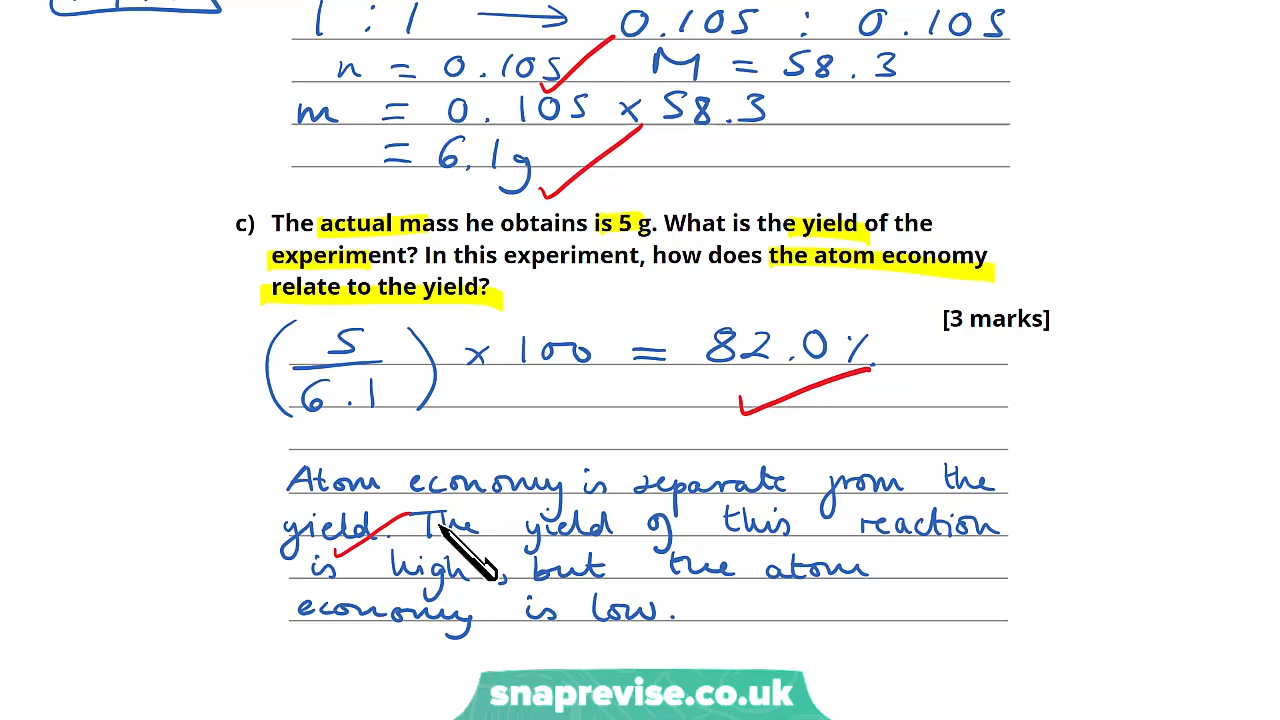 1 : 1 → 0.105 : 0.105
n = 0.105 M = 58.3
m = 0.105 × 58.3
= 6.1g
c) The actual mass he obtains is 5 g. What is the yield of the
experiment? In this experiment, how does the atom economy
relate to the yield?
[3 marks]
(5/6.1) × 100 = 82.0%
Atom economy is separate from the
yield. The yield of this reaction
is high, but the atom
economy is low.
snaprevise.co.uk